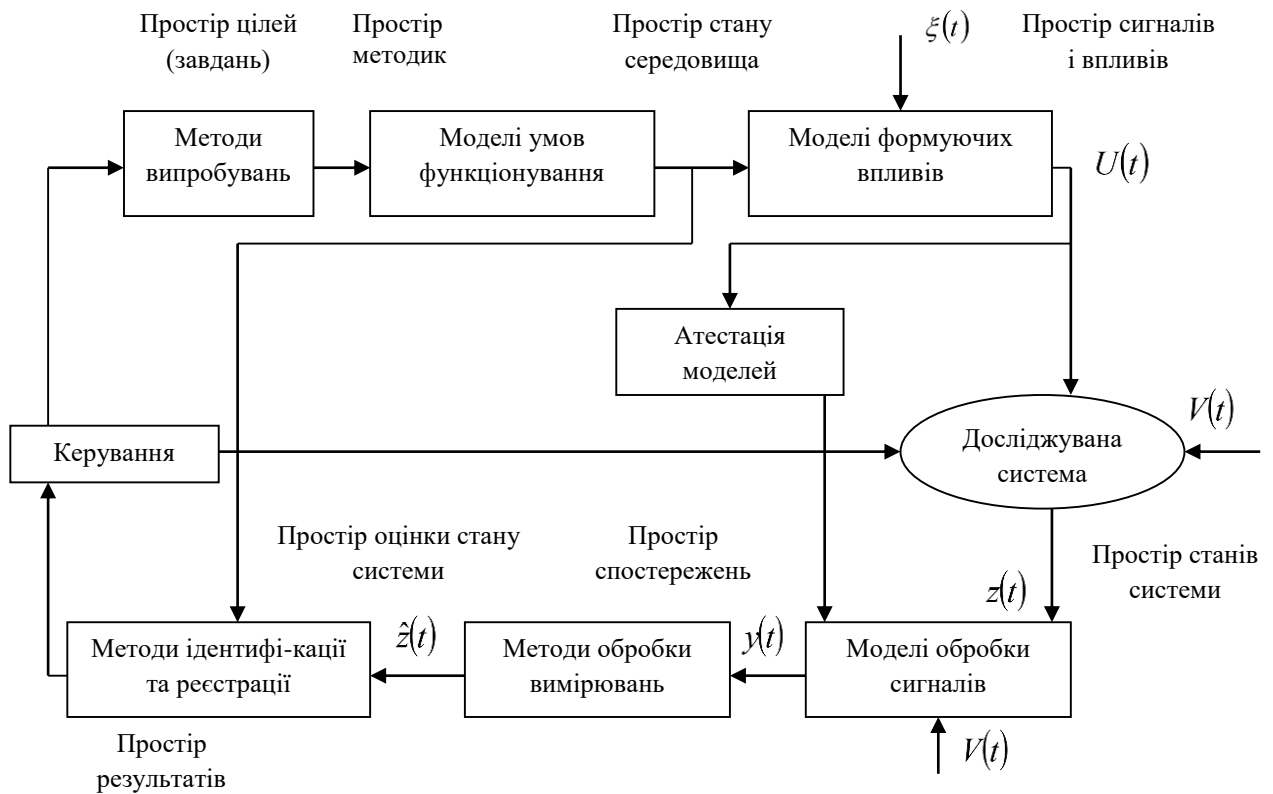 Простір цілей
(завдань)
Простір
методик
Простір стану
середовища
ξ(t)
Простір сигналів
і впливів
Методи
випробувань
Моделі умов
функціонування
Моделі формуючих
впливів
U(t)
Атестація
моделей
Керування
Досліджувана
система
V(t)
Простір оцінки стану
системи
Простір
спостережень
Простір станів
системи
z(t)
Методи ідентифі-кації
та реєстрації
ẑ(t)
Методи обробки
вимірювань
y(t)
Моделі обробки
сигналів
Простір
результатів
V(t)